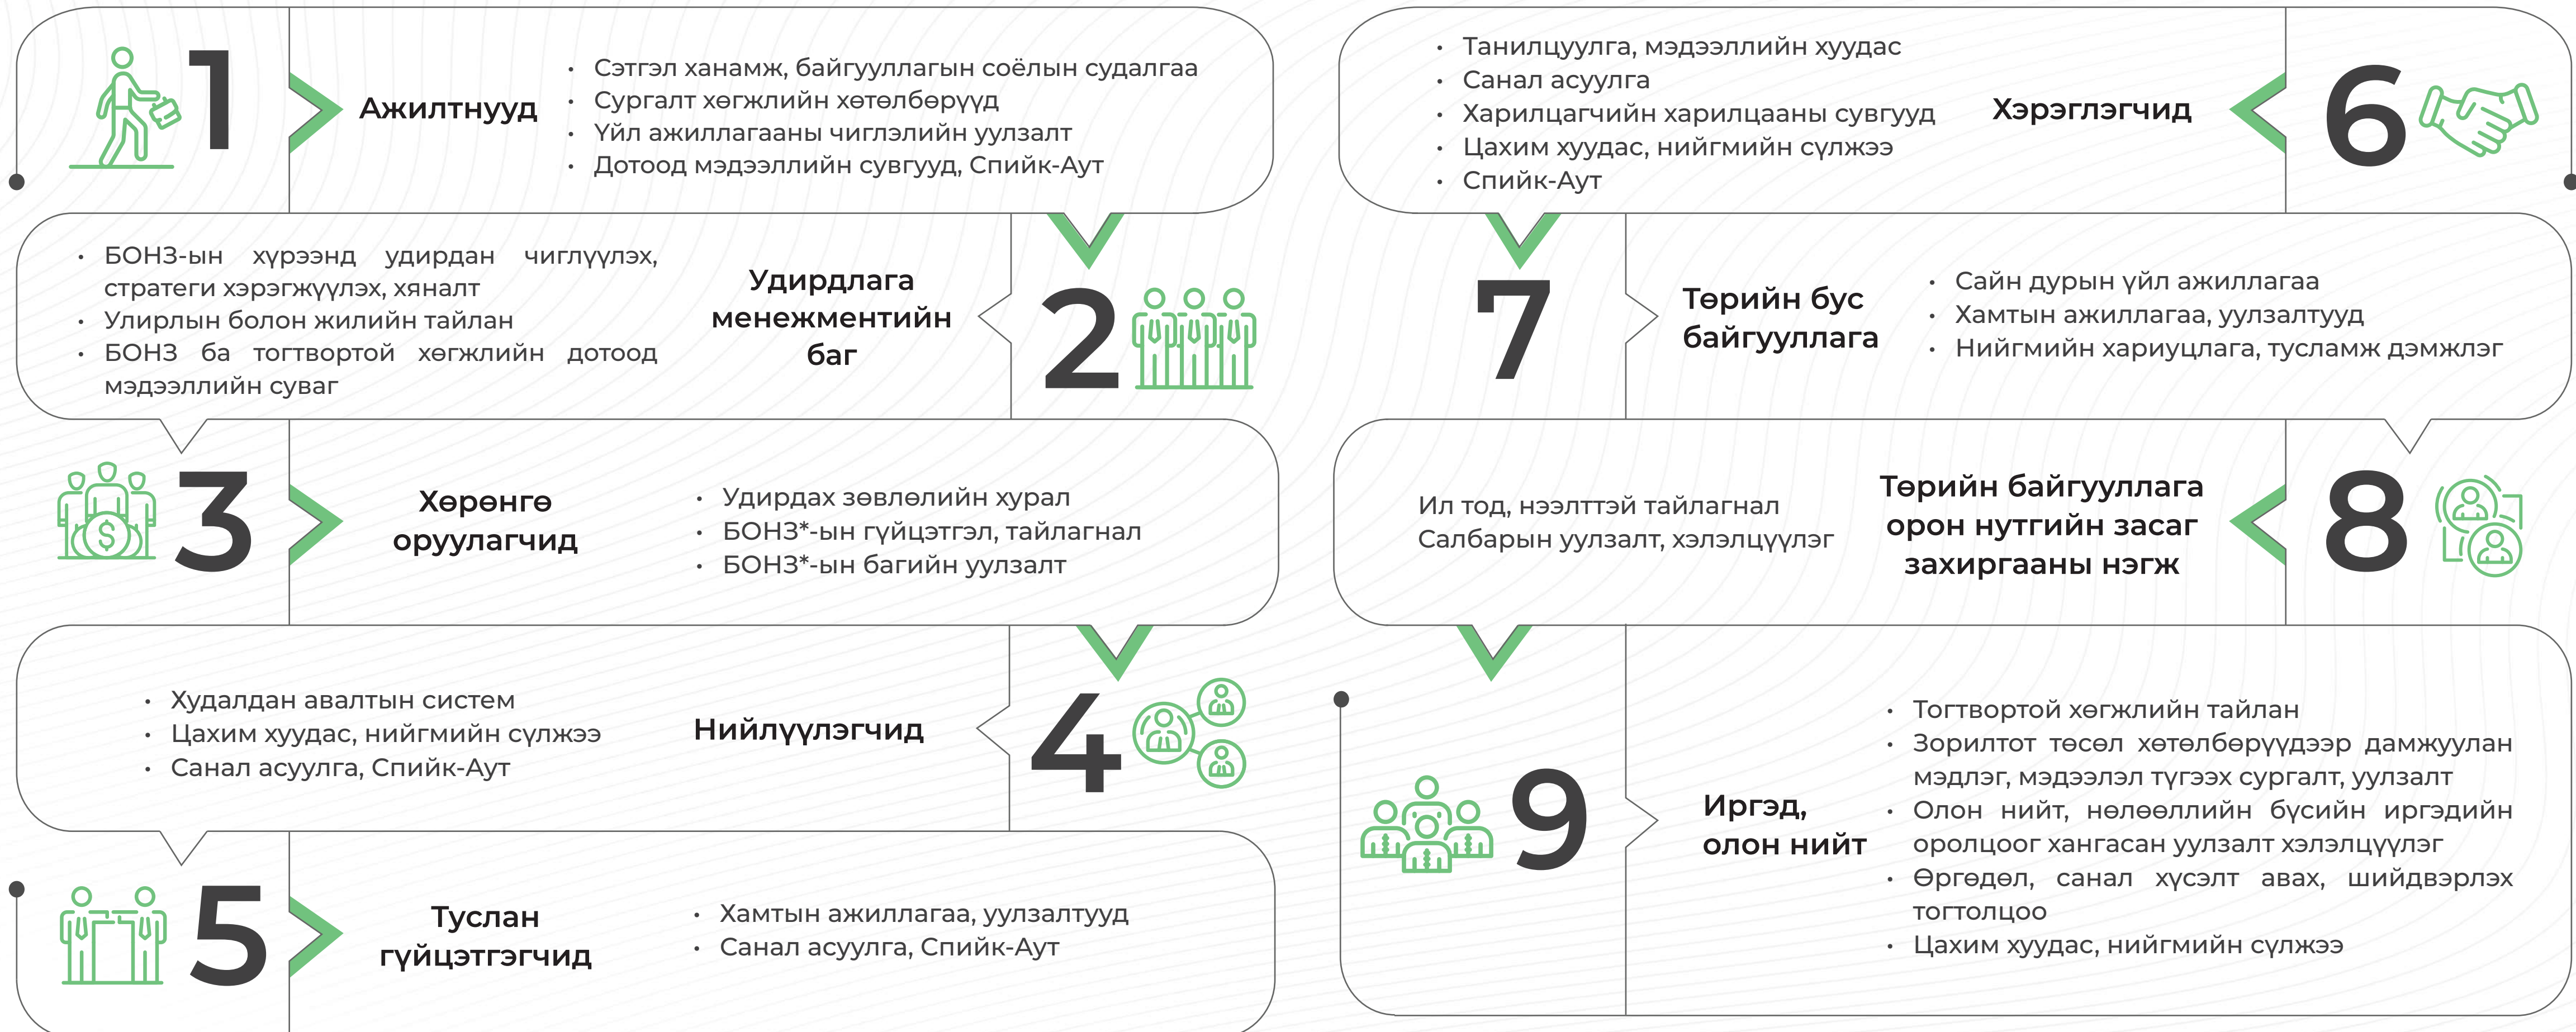 1
Ажилтнууд
• Сэтгэл ханамж, байгууллагын соёлын судалгаа
• Сургалт хөгжлийн хөтөлбөрүүд
• Үйл ажиллагааны чиглэлийн уулзалт
• Дотоод мэдээллийн сувгууд, Спийк-Аут
2
Удирдлага
менежментийн
баг
• БОНЗ-ын хүрээнд удирдан чиглүүлэх,
стратеги хэрэгжүүлэх, хяналт
• Улирлын болон жилийн тайлан
• БОНЗ ба тогтвортой хөгжлийн дотоод
мэдээллийн суваг
3
Хөрөнгө
оруулагчид
• Удирдах зөвлөлийн хурал
• БОНЗ*-ын гүйцэтгэл, тайлагнал
• БОНЗ*-ын багийн уулзалт
4
Нийлүүлэгчид
• Худалдан авалтын систем
• Цахим хуудас, нийгмийн сүлжээ
• Санал асуулга, Спийк-Аут
5
Туслан
гүйцэтгэгчид
• Хамтын ажиллагаа, уулзалтууд
• Санал асуулга, Спийк-Аут
6
Хэрэглэгчид
• Танилцуулга, мэдээллийн хуудас
• Санал асуулга
• Харилцагчийн харилцааны сувгууд
• Цахим хуудас, нийгмийн сүлжээ
• Спийк-Аут
7
Төрийн бус
байгууллага
• Сайн дурын үйл ажиллагаа
• Хамтын ажиллагаа, уулзалтууд
• Нийгмийн хариуцлага, тусламж дэмжлэг
8
Төрийн байгууллага
орон нутгийн засаг
захиргааны нэгж
Ил тод, нээлттэй тайлагнал
Салбарын уулзалт, хэлэлцүүлэг
9
Иргэд,
олон нийт
• Тогтвортой хөгжлийн тайлан
• Зорилтот төсөл хөтөлбөрүүдээр дамжуулан
мэдлэг, мэдээлэл түгээх сургалт, уулзалт
• Олон нийт, нөлөөллийн бүсийн иргэдийн
оролцоог хангасан уулзалт хэлэлцүүлэг
• Өргөдөл, санал хүсэлт авах, шийдвэрлэх
тогтолцоо
• Цахим хуудас, нийгмийн сүлжээ